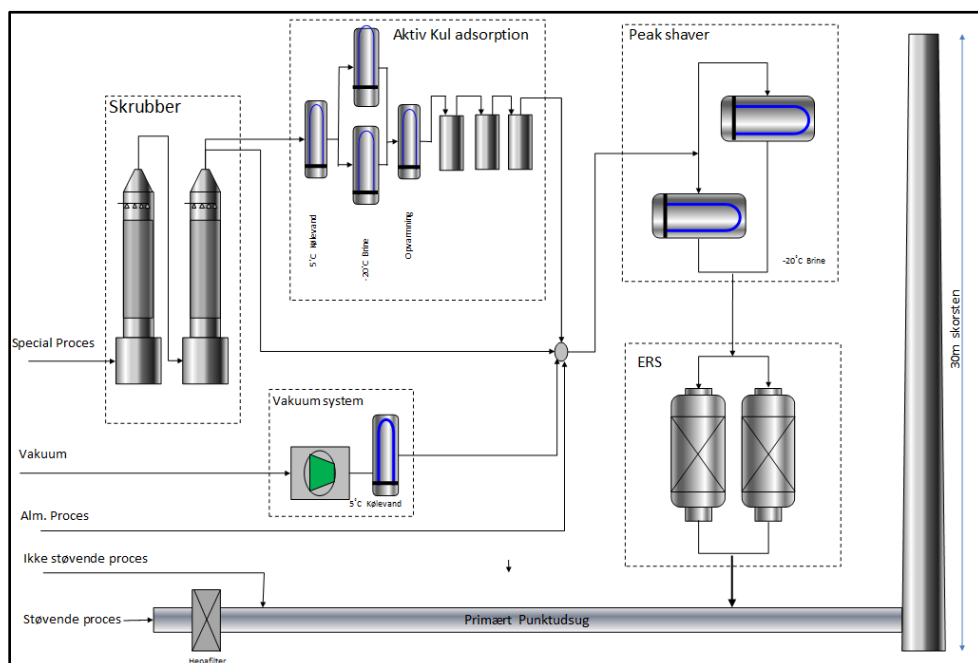 Aktiv Kul adsorption
Peak shaver
Skrubber
5°C Kølevand
-20°C Brine
Opvarmning
-20°C Brine
Special Proces
ERS
30m skorsten
Vakuum system
Vakuum
5°C Kølevand
Alm. Proces
Ikke støvende proces
Støvende proces
Primært Punktudsug
Hepafilter